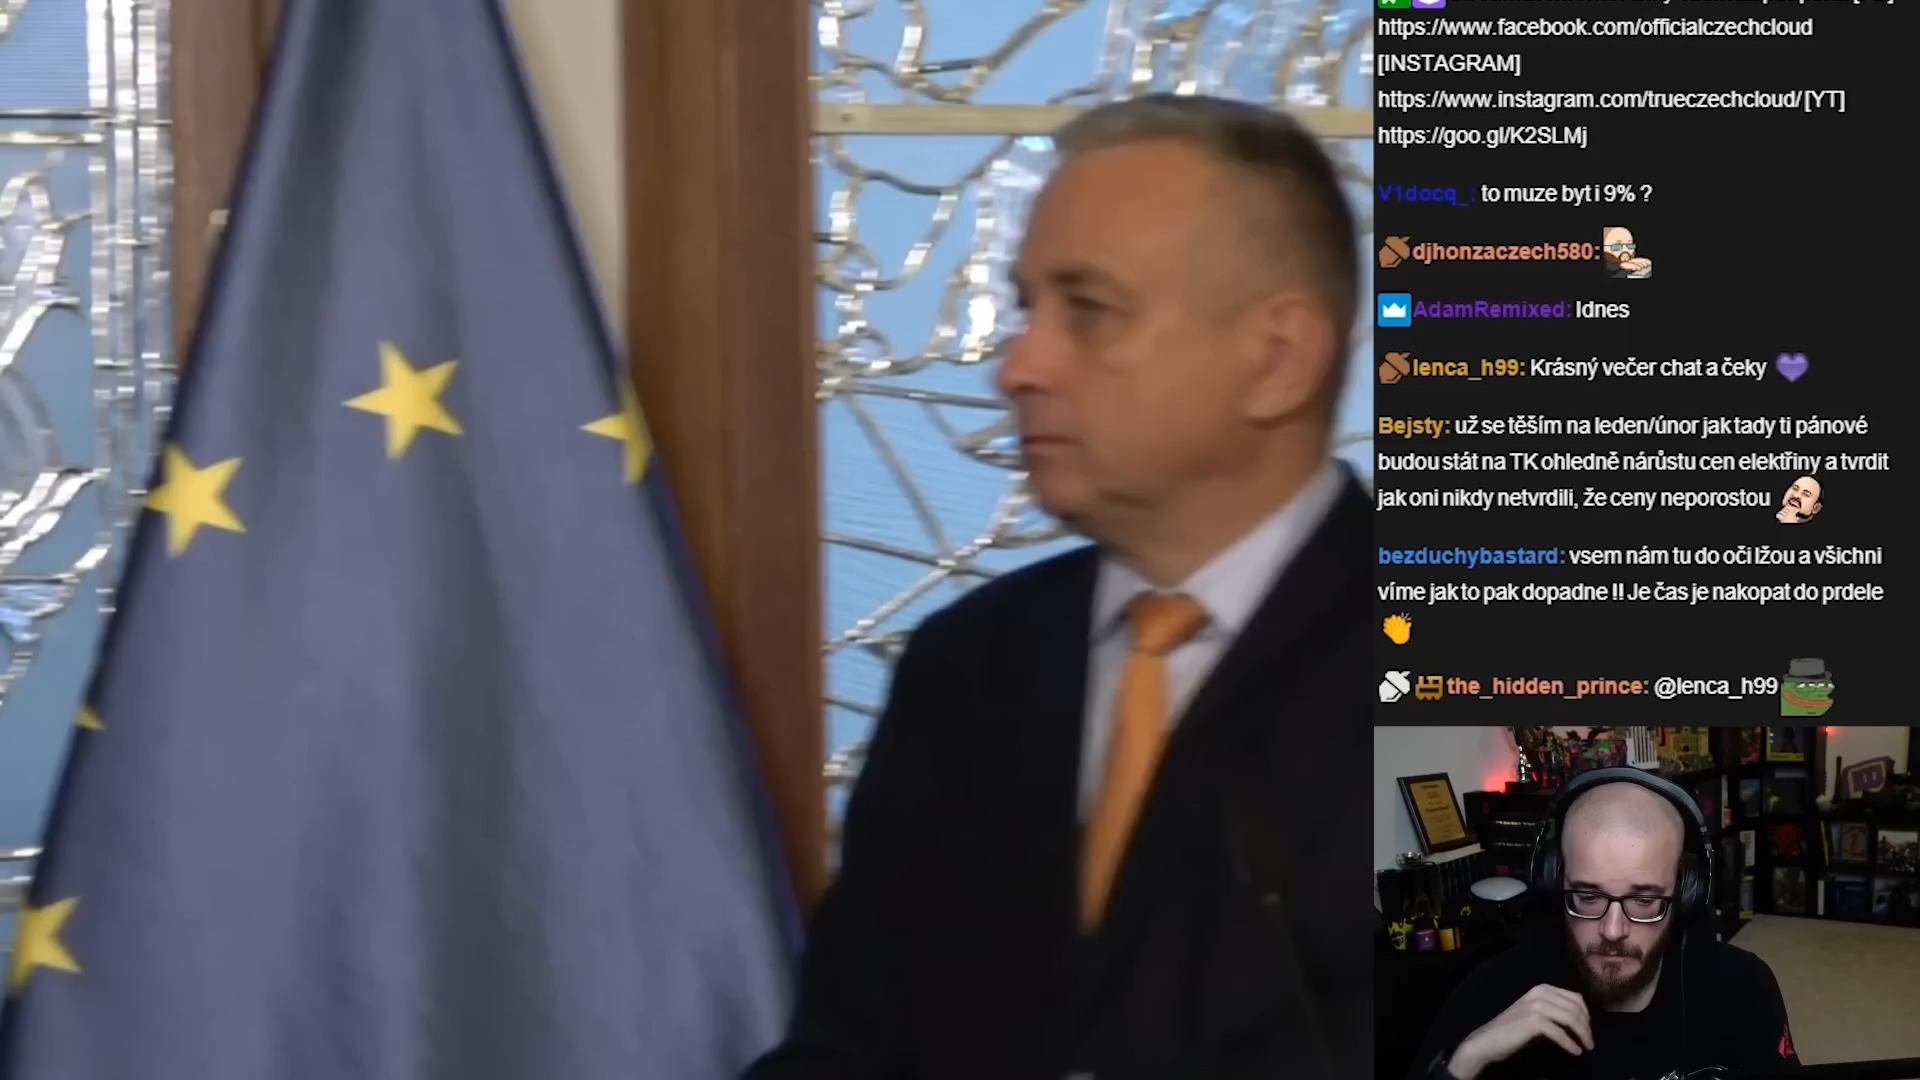 https://www.facebook.com/officialczechcloud
[INSTAGRAM]
https://www.instagram.com/trueczechcloud/ [YT]
https://goo.gl/K2SLMj
V1docq_: to muze byt i 9% ?
djhonzaczech580:
AdamRemixed: Idnes
lenca_h99: Krásný večer chat a čeky
Bejsty: už se těším na leden/únor jak tady ti pánové
budou stát na TK ohledně nárůstu cen elektřiny a tvrdit
jak oni nikdy netvrdili, že ceny neporostou
bezduchybastard: vsem nám tu do oči lžou a všichni
víme jak to pak dopadne !! Je čas je nakopat do prdele
the_hidden_prince: @lenca_h99